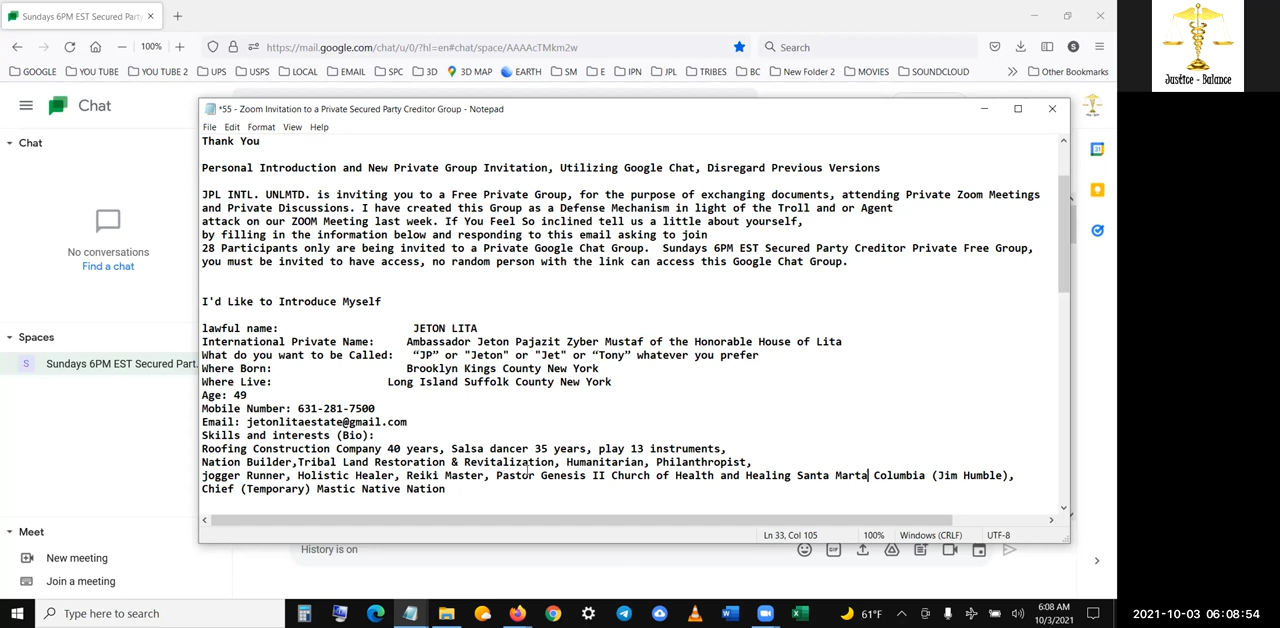 Sundays 6PM EST Secured Party
100%
https://mail.google.com/chat/u/0/?hl=en#chat/space/AAAAcTMkm2w
Search
S
GOOGLE YOU TUBE YOU TUBE 2 UPS USPS LOCAL EMAIL SPC 3D 3D MAP EARTH SM E IPN JPL TRIBES BC New Folder 2 MOVIES SOUNDCLOUD Other Bookmarks
Justice - Balance
Chat
Chat
No conversations
Find a chat
Spaces
S Sundays 6PM EST Secured Part...
Meet
New meeting
Join a meeting
*55 - Zoom Invitation to a Private Secured Party Creditor Group - Notepad
File Edit Format View Help
Thank You
Personal Introduction and New Private Group Invitation, Utilizing Google Chat, Disregard Previous Versions
JPL INTL. UNLMTD. is inviting you to a Free Private Group, for the purpose of exchanging documents, attending Private Zoom Meetings
and Private Discussions. I have created this Group as a Defense Mechanism in light of the Troll and or Agent
attack on our ZOOM Meeting last week. If You Feel So inclined tell us a little about yourself,
by filling in the information below and responding to this email asking to join
28 Participants only are being invited to a Private Google Chat Group.  Sundays 6PM EST Secured Party Creditor Private Free Group,
you must be invited to have access, no random person with the link can access this Google Chat Group.
I'd Like to Introduce Myself
lawful name: JETON LITA
International Private Name: Ambassador Jeton Pajazit Zyber Mustaf of the Honorable House of Lita
What do you want to be Called: “JP” or "Jeton" or "Jet" or “Tony” whatever you prefer
Where Born: Brooklyn Kings County New York
Where Live: Long Island Suffolk County New York
Age: 49
Mobile Number: 631-281-7500
Email: jetonlitaestate@gmail.com
Skills and interests (Bio):
Roofing Construction Company 40 years, Salsa dancer 35 years, play 13 instruments,
Nation Builder,Tribal Land Restoration & Revitalization, Humanitarian, Philanthropist,
jogger Runner, Holistic Healer, Reiki Master, Pastor Genesis II Church of Health and Healing Santa Marta Columbia (Jim Humble),
Chief (Temporary) Mastic Native Nation
Ln 33, Col 105 100% Windows (CRLF) UTF-8
History is on
GIF
Type here to search
61°F
6:08 AM
10/3/2021
2021-10-03 06:08:54